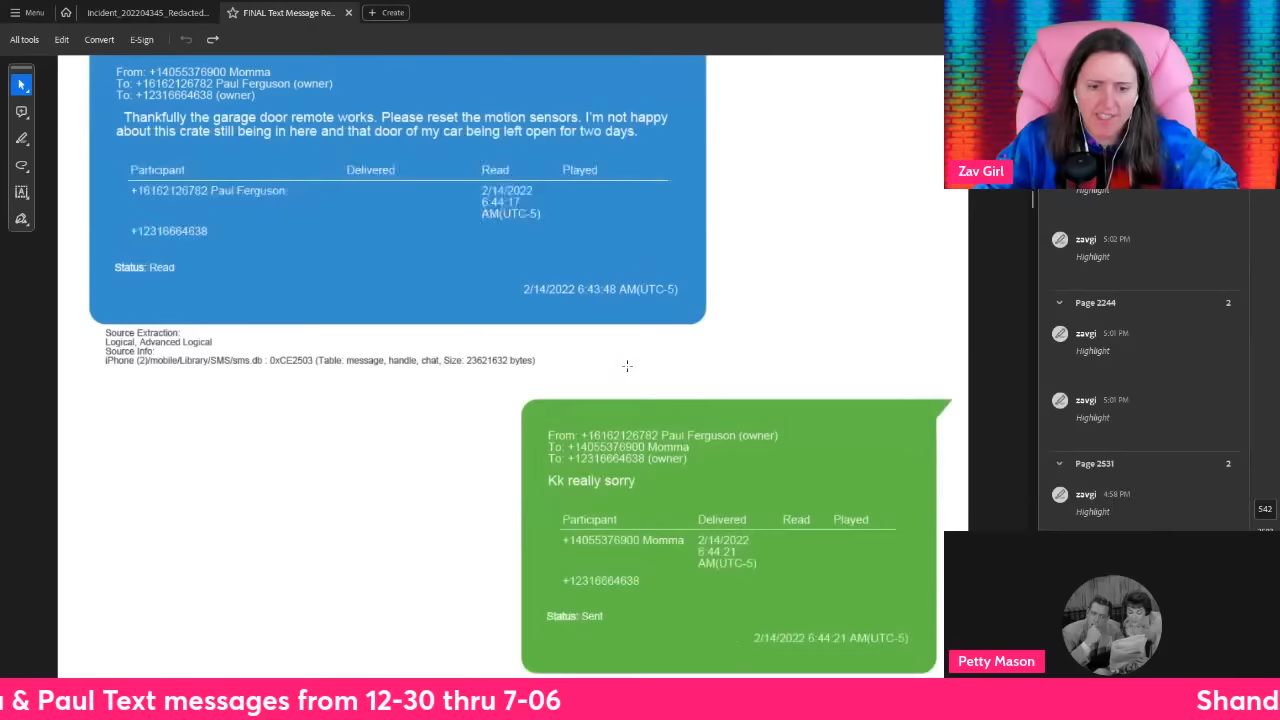 Menu
Incident_202204345_Redacted...
FINAL Text Message Re...
Create
All tools
Edit
Convert
E-Sign
From: +14055376900 Momma
To: +16162126782 Paul Ferguson (owner)
To: +12316664638 (owner)
Thankfully the garage door remote works. Please reset the motion sensors. I'm not happy
about this crate still being in here and that door of my car being left open for two days.
Participant Delivered Read Played
+16162126782 Paul Ferguson 2/14/2022
6:44:17
AM(UTC-5)
+12316664638
Status: Read
2/14/2022 6:43:48 AM(UTC-5)
Source Extraction:
Logical, Advanced Logical
Source Info:
iPhone (2)/mobile/Library/SMS/sms.db : 0xCE2503 (Table: message, handle, chat, Size: 23621632 bytes)
From: +16162126782 Paul Ferguson (owner)
To: +14055376900 Momma
To: +12316664638 (owner)
Kk really sorry
Participant Delivered Read Played
+14055376900 Momma 2/14/2022
6:44:21
AM(UTC-5)
+12316664638
Status: Sent
2/14/2022 6:44:21 AM(UTC-5)
Zav Girl
Highlight
zavgi 5:02 PM
Highlight
Page 2244 2
zavgi 5:01 PM
Highlight
zavgi 5:01 PM
Highlight
Page 2531 2
zavgi 4:58 PM
Highlight
542
Petty Mason
& Paul Text messages from 12-30 thru 7-06
Shand